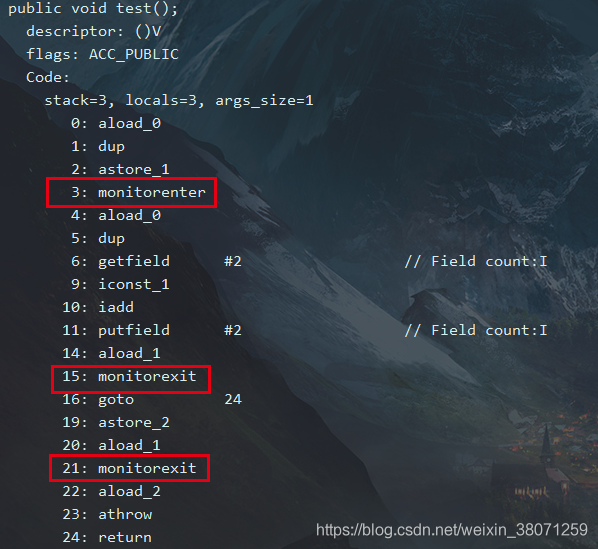 public void test();
descriptor: ()V
flags: ACC_PUBLIC
Code:
stack=3, locals=3, args_size=1
0: aload_0
1: dup
2: astore_1
3: monitorenter
4: aload_0
5: dup
6: getfield #2 // Field count:I
9: iconst_1
10: iadd
11: putfield #2 // Field count:I
14: aload_1
15: monitorexit
16: goto 24
19: astore_2
20: aload_1
21: monitorexit
22: aload_2
23: athrow
24: return
https://blog.csdn.net/weixin_38071259